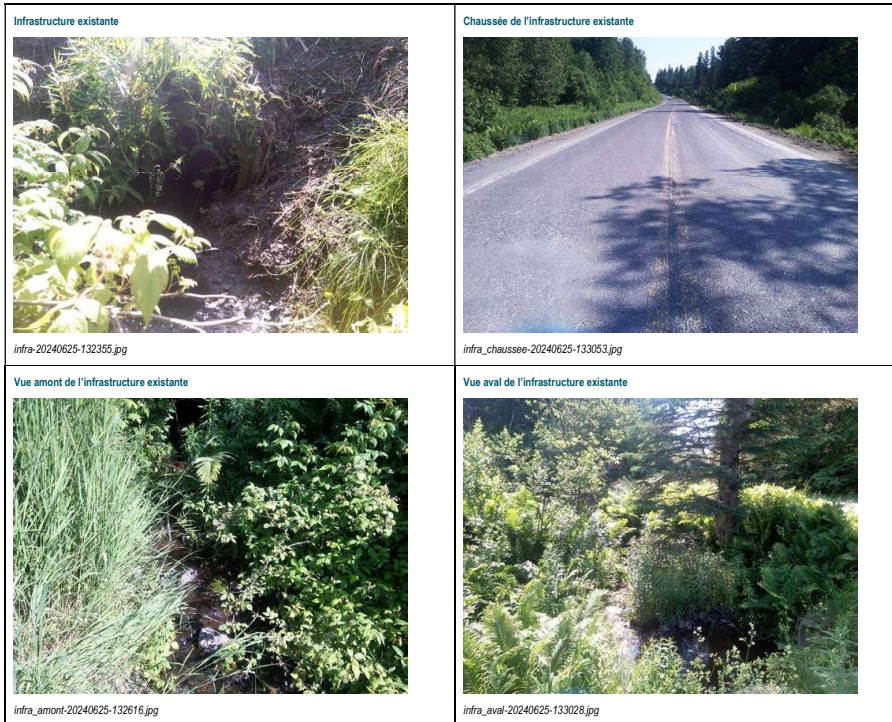 Infrastructure existante
Chaussée de l'infrastructure existante
infra-20240625-132355.jpg
infra_chaussee-20240625-133053.jpg
Vue amont de l'infrastructure existante
Vue aval de l'infrastructure existante
infra_amont-20240625-132616.jpg
infra_aval-20240625-133028.jpg